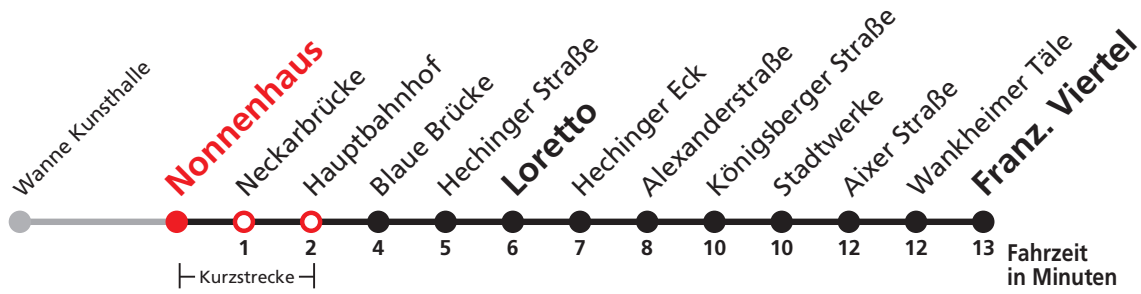 Wanne Kunsthalle
Nonnenhaus
Neckarbrücke
Hauptbahnhof
Blaue Brücke
Hechinger Straße
Loretto
Hechinger Eck
Alexanderstraße
Königsberger Straße
Stadtwerke
Aixer Straße
Wankheimer Täle
Franz. Viertel
1 2 4 5 6 7 8 10 10 12 12 13
Fahrzeit
in Minuten
Kurzstrecke